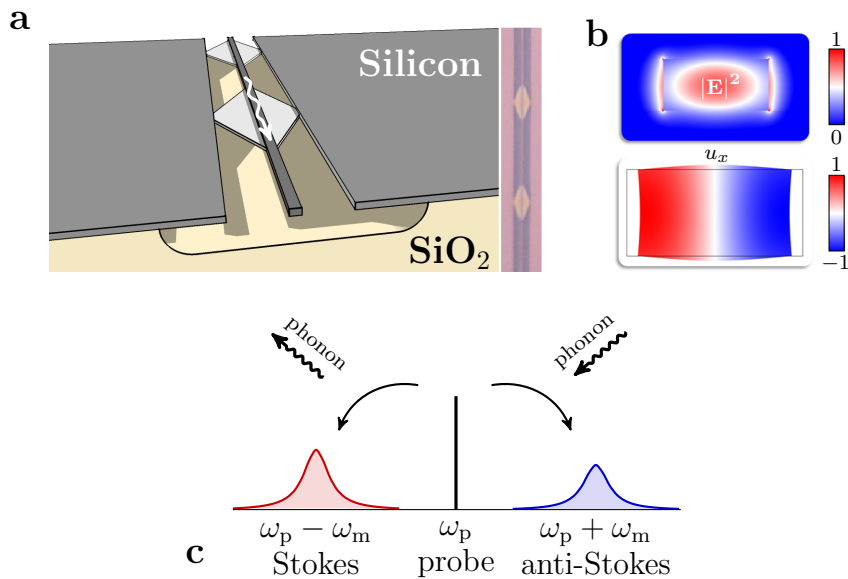 a
Silicon
SiO₂
b
|E|²
1
0
uₓ
1
−1
phonon
phonon
ωₚ − ωₘ
ωₚ
ωₚ + ωₘ
Stokes
probe
anti-Stokes
c